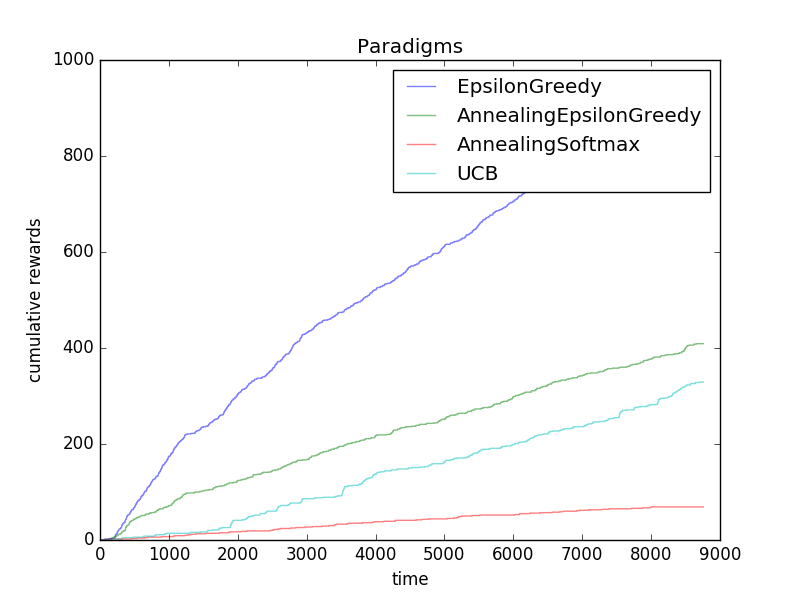 Paradigms
1000
800
600
400
200
0
cumulative rewards
EpsilonGreedy
AnnealingEpsilonGreedy
AnnealingSoftmax
UCB
0 1000 2000 3000 4000 5000 6000 7000 8000 9000
time